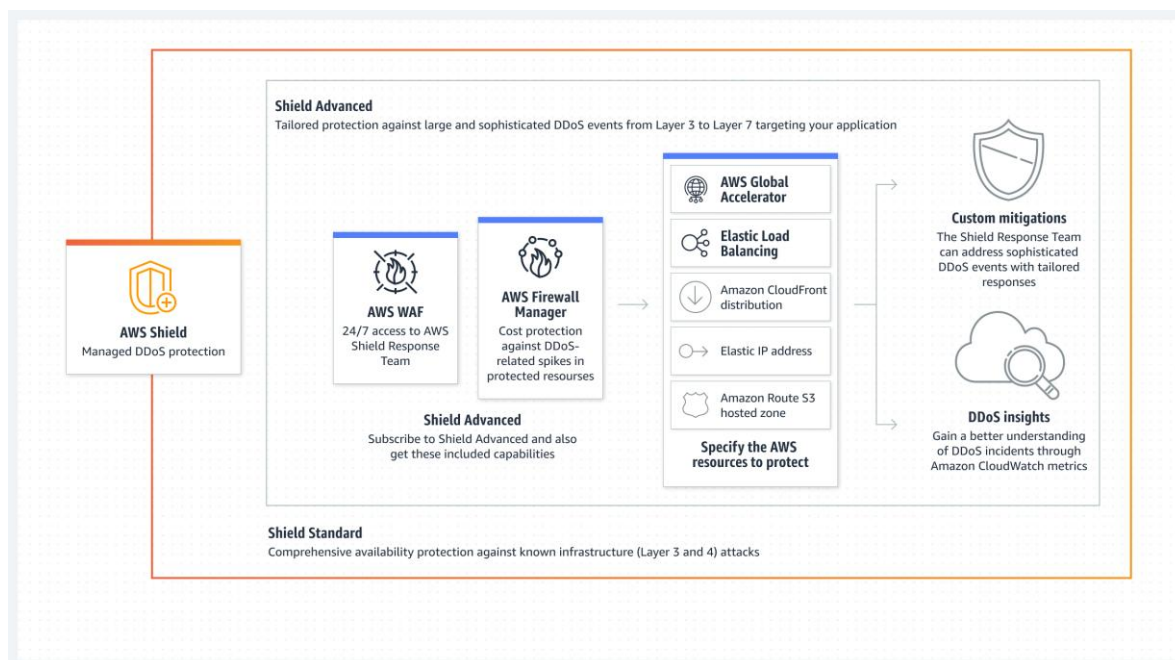 Shield Advanced
Tailored protection against large and sophisticated DDoS events from Layer 3 to Layer 7 targeting your application
AWS Shield
Managed DDoS protection
AWS WAF
24/7 access to AWS
Shield Response
Team
AWS Firewall
Manager
Cost protection
against DDoS-
related spikes in
protected resourses
Shield Advanced
Subscribe to Shield Advanced and also
get these included capabilities
AWS Global
Accelerator
Elastic Load
Balancing
Amazon CloudFront
distribution
Elastic IP address
Amazon Route S3
hosted zone
Specify the AWS
resources to protect
Custom mitigations
The Shield Response Team
can address sophisticated
DDoS events with tailored
responses
DDoS insights
Gain a better understanding
of DDoS incidents through
Amazon CloudWatch metrics
Shield Standard
Comprehensive availability protection against known infrastructure (Layer 3 and 4) attacks